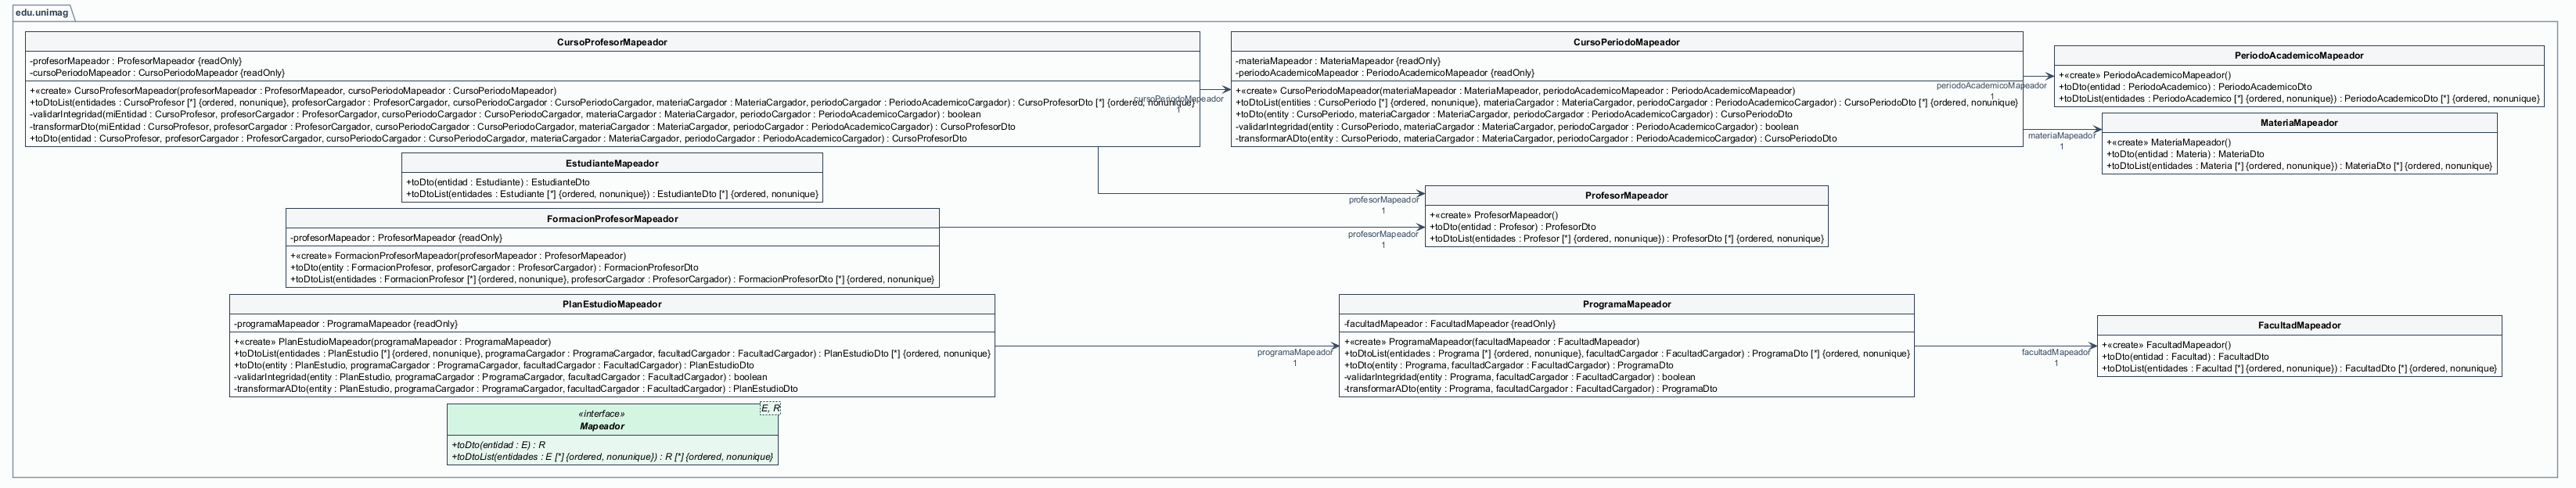 edu.unimag
CursoProfesorMapeador
-profesorMapeador : ProfesorMapeador {readOnly}
-cursoPeriodoMapeador : CursoPeriodoMapeador {readOnly}
+«create» CursoProfesorMapeador(profesorMapeador : ProfesorMapeador, cursoPeriodoMapeador : CursoPeriodoMapeador)
+toDtoList(entidades : CursoProfesor [*] {ordered, nonunique}, profesorCargador : ProfesorCargador, cursoPeriodoCargador : CursoPeriodoCargador, materiaCargador : MateriaCargador, periodoCargador : PeriodoAcademicoCargador) : CursoProfesorDto [*] {ordered, nonunique}
-validarIntegridad(miEntidad : CursoProfesor, profesorCargador : ProfesorCargador, cursoPeriodoCargador : CursoPeriodoCargador, materiaCargador : MateriaCargador, periodoCargador : PeriodoAcademicoCargador) : boolean
-transformarDto(miEntidad : CursoProfesor, profesorCargador : ProfesorCargador, cursoPeriodoCargador : CursoPeriodoCargador, materiaCargador : MateriaCargador, periodoCargador : PeriodoAcademicoCargador) : CursoProfesorDto
+toDto(entidad : CursoProfesor, profesorCargador : ProfesorCargador, cursoPeriodoCargador : CursoPeriodoCargador, materiaCargador : MateriaCargador, periodoCargador : PeriodoAcademicoCargador) : CursoProfesorDto
cursoPeriodoMapeador
1
CursoPeriodoMapeador
-materiaMapeador : MateriaMapeador {readOnly}
-periodoAcademicoMapeador : PeriodoAcademicoMapeador {readOnly}
+«create» CursoPeriodoMapeador(materiaMapeador : MateriaMapeador, periodoAcademicoMapeador : PeriodoAcademicoMapeador)
+toDtoList(entities : CursoPeriodo [*] {ordered, nonunique}, materiaCargador : MateriaCargador, periodoCargador : PeriodoAcademicoCargador) : CursoPeriodoDto [*] {ordered, nonunique}
+toDto(entity : CursoPeriodo, materiaCargador : MateriaCargador, periodoCargador : PeriodoAcademicoCargador) : CursoPeriodoDto
-validarIntegridad(entity : CursoPeriodo, materiaCargador : MateriaCargador, periodoCargador : PeriodoAcademicoCargador) : boolean
-transformarADto(entity : CursoPeriodo, materiaCargador : MateriaCargador, periodoCargador : PeriodoAcademicoCargador) : CursoPeriodoDto
periodoAcademicoMapeador
1
materiaMapeador
1
PeriodoAcademicoMapeador
+«create» PeriodoAcademicoMapeador()
+toDto(entidad : PeriodoAcademico) : PeriodoAcademicoDto
+toDtoList(entidades : PeriodoAcademico [*] {ordered, nonunique}) : PeriodoAcademicoDto [*] {ordered, nonunique}
MateriaMapeador
+«create» MateriaMapeador()
+toDto(entidad : Materia) : MateriaDto
+toDtoList(entidades : Materia [*] {ordered, nonunique}) : MateriaDto [*] {ordered, nonunique}
EstudianteMapeador
+toDto(entidad : Estudiante) : EstudianteDto
+toDtoList(entidades : Estudiante [*] {ordered, nonunique}) : EstudianteDto [*] {ordered, nonunique}
profesorMapeador
1
ProfesorMapeador
+«create» ProfesorMapeador()
+toDto(entidad : Profesor) : ProfesorDto
+toDtoList(entidades : Profesor [*] {ordered, nonunique}) : ProfesorDto [*] {ordered, nonunique}
FormacionProfesorMapeador
-profesorMapeador : ProfesorMapeador {readOnly}
+«create» FormacionProfesorMapeador(profesorMapeador : ProfesorMapeador)
+toDto(entity : FormacionProfesor, profesorCargador : ProfesorCargador) : FormacionProfesorDto
+toDtoList(entidades : FormacionProfesor [*] {ordered, nonunique}, profesorCargador : ProfesorCargador) : FormacionProfesorDto [*] {ordered, nonunique}
profesorMapeador
1
PlanEstudioMapeador
-programaMapeador : ProgramaMapeador {readOnly}
+«create» PlanEstudioMapeador(programaMapeador : ProgramaMapeador)
+toDtoList(entidades : PlanEstudio [*] {ordered, nonunique}, programaCargador : ProgramaCargador, facultadCargador : FacultadCargador) : PlanEstudioDto [*] {ordered, nonunique}
+toDto(entity : PlanEstudio, programaCargador : ProgramaCargador, facultadCargador : FacultadCargador) : PlanEstudioDto
-validarIntegridad(entity : PlanEstudio, programaCargador : ProgramaCargador, facultadCargador : FacultadCargador) : boolean
-transformarADto(entity : PlanEstudio, programaCargador : ProgramaCargador, facultadCargador : FacultadCargador) : PlanEstudioDto
programaMapeador
1
ProgramaMapeador
-facultadMapeador : FacultadMapeador {readOnly}
+«create» ProgramaMapeador(facultadMapeador : FacultadMapeador)
+toDtoList(entidades : Programa [*] {ordered, nonunique}, facultadCargador : FacultadCargador) : ProgramaDto [*] {ordered, nonunique}
+toDto(entity : Programa, facultadCargador : FacultadCargador) : ProgramaDto
-validarIntegridad(entity : Programa, facultadCargador : FacultadCargador) : boolean
-transformarADto(entity : Programa, facultadCargador : FacultadCargador) : ProgramaDto
facultadMapeador
1
FacultadMapeador
+«create» FacultadMapeador()
+toDto(entidad : Facultad) : FacultadDto
+toDtoList(entidades : Facultad [*] {ordered, nonunique}) : FacultadDto [*] {ordered, nonunique}
E, R
«interface»
Mapeador
+toDto(entidad : E) : R
+toDtoList(entidades : E [*] {ordered, nonunique}) : R [*] {ordered, nonunique}